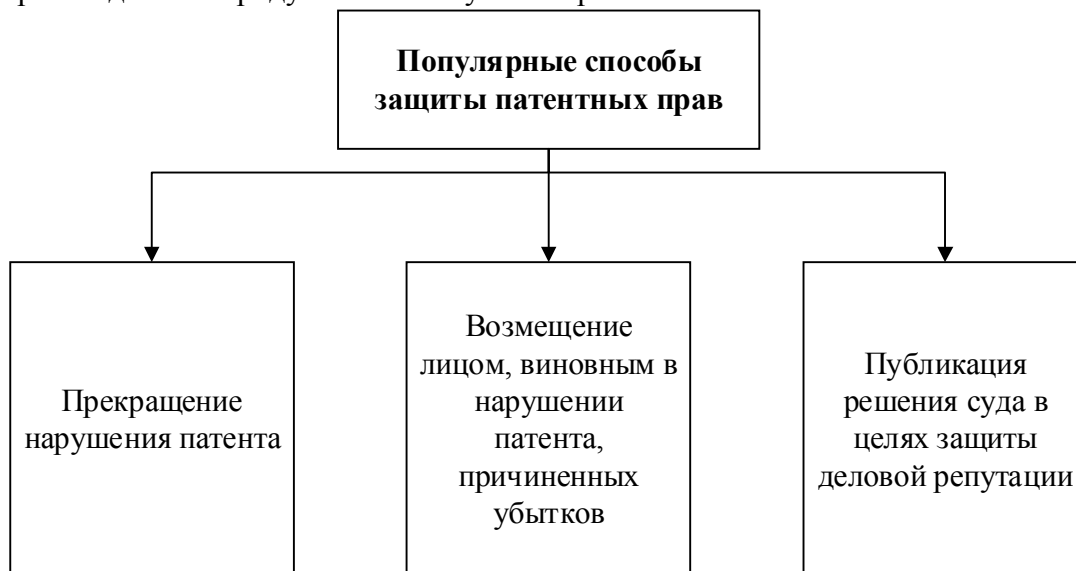 Популярные способы
защиты патентных прав
Прекращение
нарушения патента
Возмещение
лицом, виновным в
нарушении
патента,
причиненных
убытков
Публикация
решения суда в
целях защиты
деловой репутации